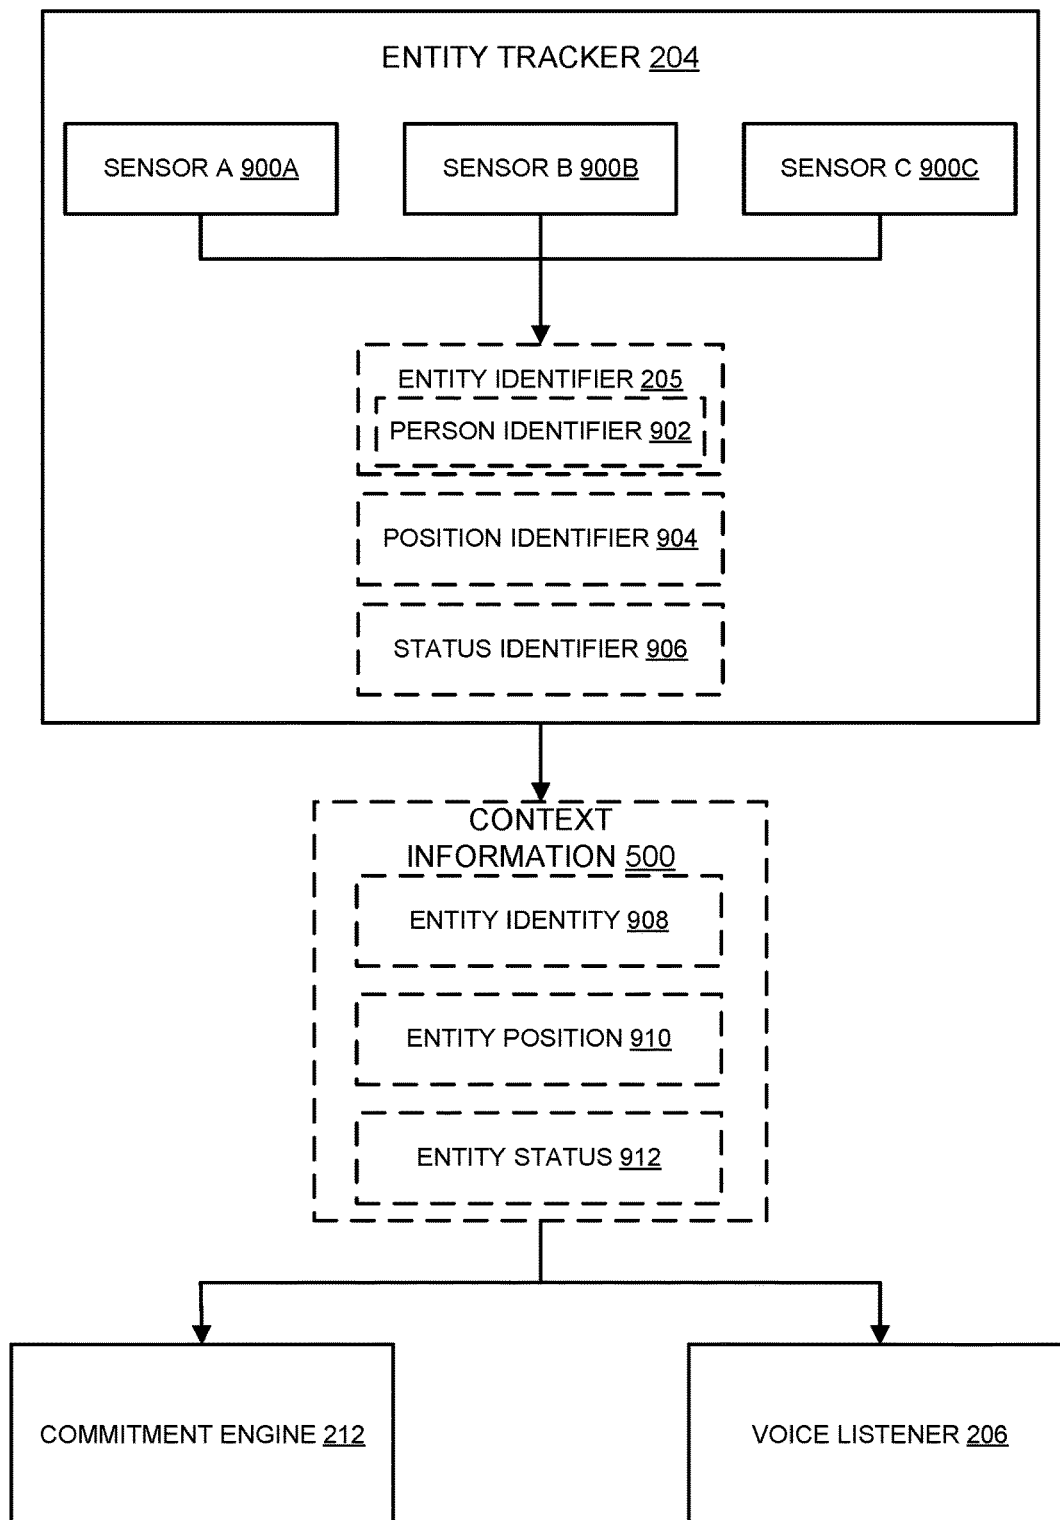 ENTITY TRACKER 204
SENSOR A 900A
SENSOR B 900B
SENSOR C 900C
ENTITY IDENTIFIER 205
PERSON IDENTIFIER 902
POSITION IDENTIFIER 904
STATUS IDENTIFIER 906
CONTEXT
INFORMATION 500
ENTITY IDENTITY 908
ENTITY POSITION 910
ENTITY STATUS 912
COMMITMENT ENGINE 212
VOICE LISTENER 206